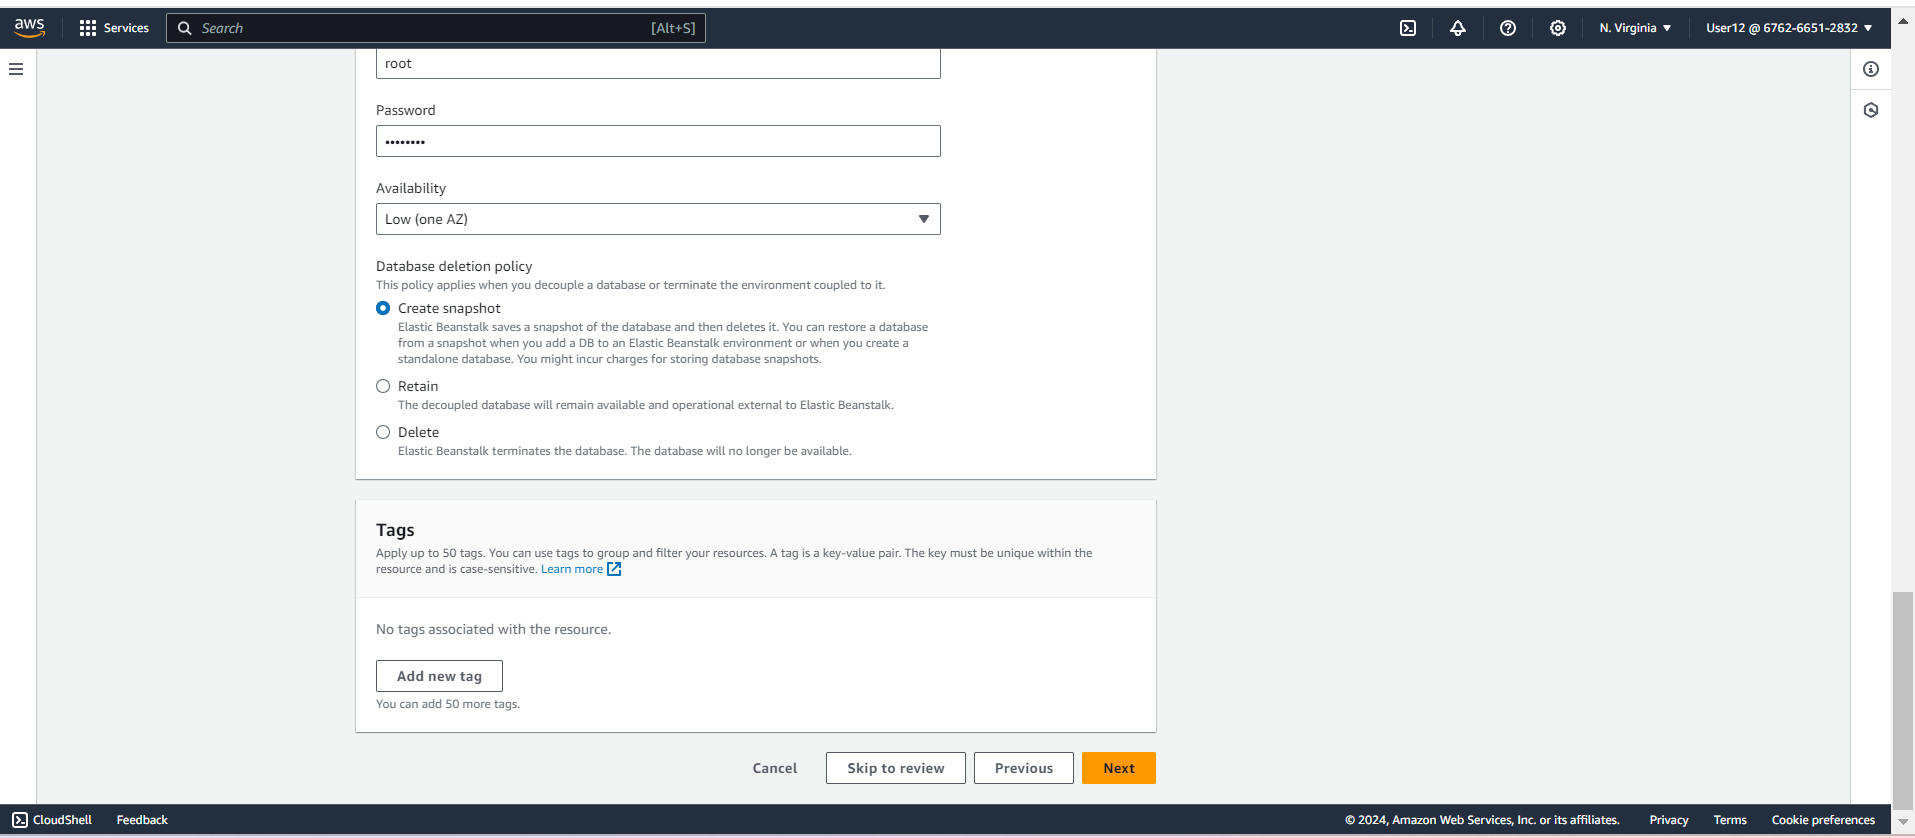 aws
Services
Search [Alt+S]
N. Virginia
User12 @ 6762-6651-2832
root
Password
••••••••
Availability
Low (one AZ)
Database deletion policy
This policy applies when you decouple a database or terminate the environment coupled to it.
Create snapshot
Elastic Beanstalk saves a snapshot of the database and then deletes it. You can restore a database
from a snapshot when you add a DB to an Elastic Beanstalk environment or when you create a
standalone database. You might incur charges for storing database snapshots.
Retain
The decoupled database will remain available and operational external to Elastic Beanstalk.
Delete
Elastic Beanstalk terminates the database. The database will no longer be available.
Tags
Apply up to 50 tags. You can use tags to group and filter your resources. A tag is a key-value pair. The key must be unique within the
resource and is case-sensitive. Learn more
No tags associated with the resource.
Add new tag
You can add 50 more tags.
Cancel
Skip to review
Previous
Next
CloudShell
Feedback
© 2024, Amazon Web Services, Inc. or its affiliates.
Privacy
Terms
Cookie preferences